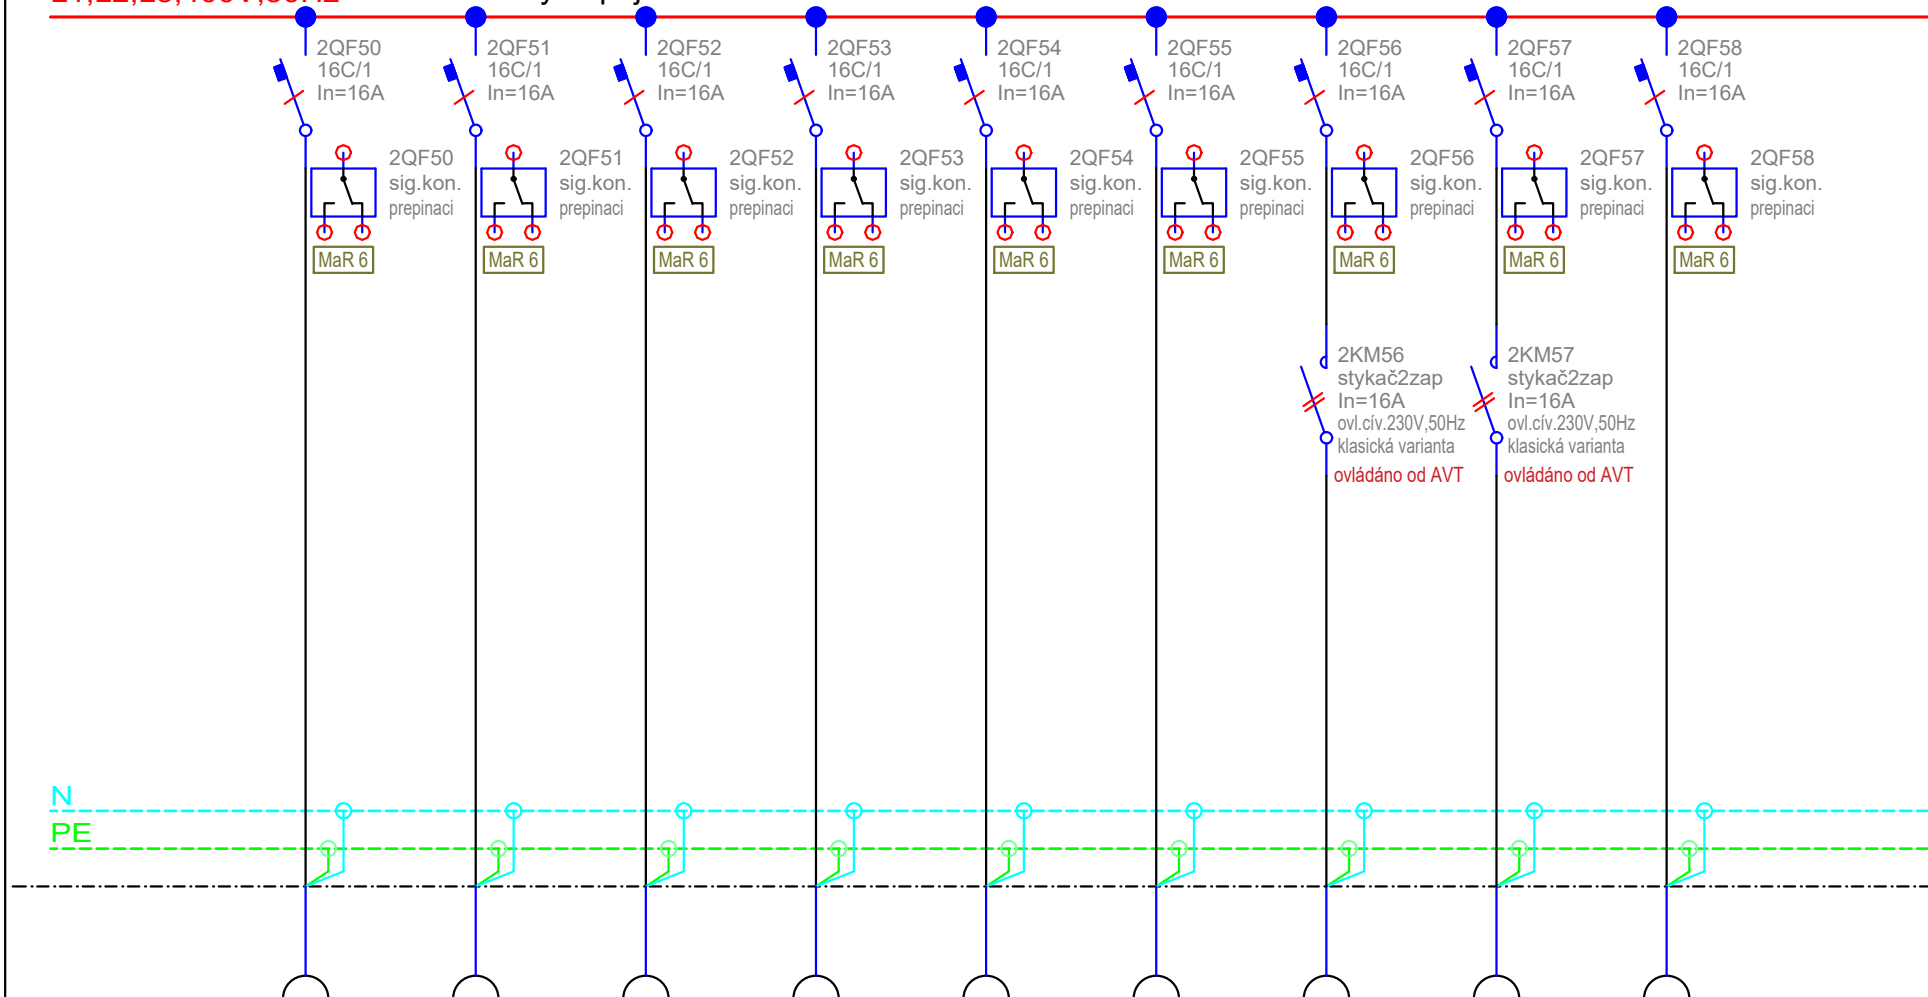 2QF50
16C/1
In=16A
2QF51
16C/1
In=16A
2QF52
16C/1
In=16A
2QF53
16C/1
In=16A
2QF54
16C/1
In=16A
2QF55
16C/1
In=16A
2QF56
16C/1
In=16A
2QF57
16C/1
In=16A
2QF58
16C/1
In=16A
2QF50
sig.kon.
prepinaci
MaR 6
2QF51
sig.kon.
prepinaci
MaR 6
2QF52
sig.kon.
prepinaci
MaR 6
2QF53
sig.kon.
prepinaci
MaR 6
2QF54
sig.kon.
prepinaci
MaR 6
2QF55
sig.kon.
prepinaci
MaR 6
2QF56
sig.kon.
prepinaci
MaR 6
2QF57
sig.kon.
prepinaci
MaR 6
2QF58
sig.kon.
prepinaci
MaR 6
2KM56
stykač2zap
In=16A
ovl.cív.230V,50Hz
klasická varianta
ovládáno od AVT
2KM57
stykač2zap
In=16A
ovl.cív.230V,50Hz
klasická varianta
ovládáno od AVT
N
PE